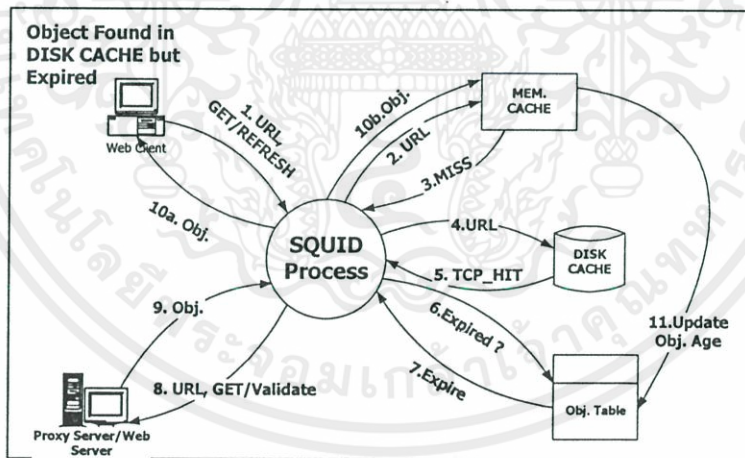 Object Found in
DISK CACHE but
Expired
Web Client
1. URL,
GET/REFRESH
10a. Obj.
10b.Obj.
2. URL
3.MISS
MEM.
CACHE
SQUID
Process
4.URL
5. TCP_HIT
DISK
CACHE
6.Expired ?
7.Expire
11.Update
Obj. Age
Obj. Table
9. Obj.
8. URL, GET/Validate
Proxy Server/Web
Server